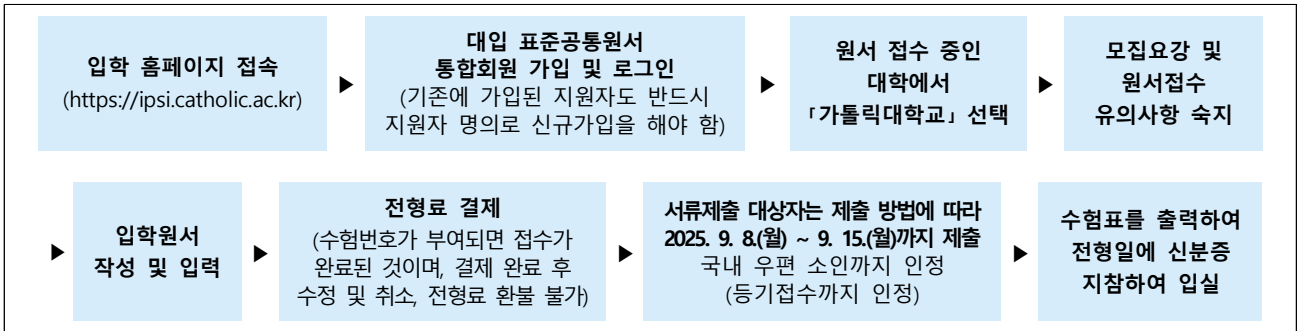 입학 홈페이지 접속
(https://ipsi.catholic.ac.kr)
▶
대입 표준공통원서
통합회원 가입 및 로그인
(기존에 가입된 지원자도 반드시
지원자 명의로 신규가입을 해야 함)
▶
원서 접수 중인
대학에서
「가톨릭대학교」 선택
▶
모집요강 및
원서접수
유의사항 숙지
▶
입학원서
작성 및 입력
▶
전형료 결제
(수험번호가 부여되면 접수가
완료된 것이며, 결제 완료 후
수정 및 취소, 전형료 환불 불가)
▶
서류제출 대상자는 제출 방법에 따라
2025. 9. 8.(월) ~ 9. 15.(월)까지 제출
국내 우편 소인까지 인정
(등기접수까지 인정)
▶
수험표를 출력하여
전형일에 신분증
지참하여 입실